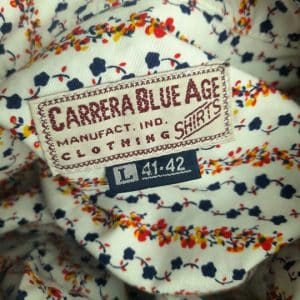 CARRERA BLUE AGE
MANUFACT. IND.
CLOTHING SHIRTS
L 41-42